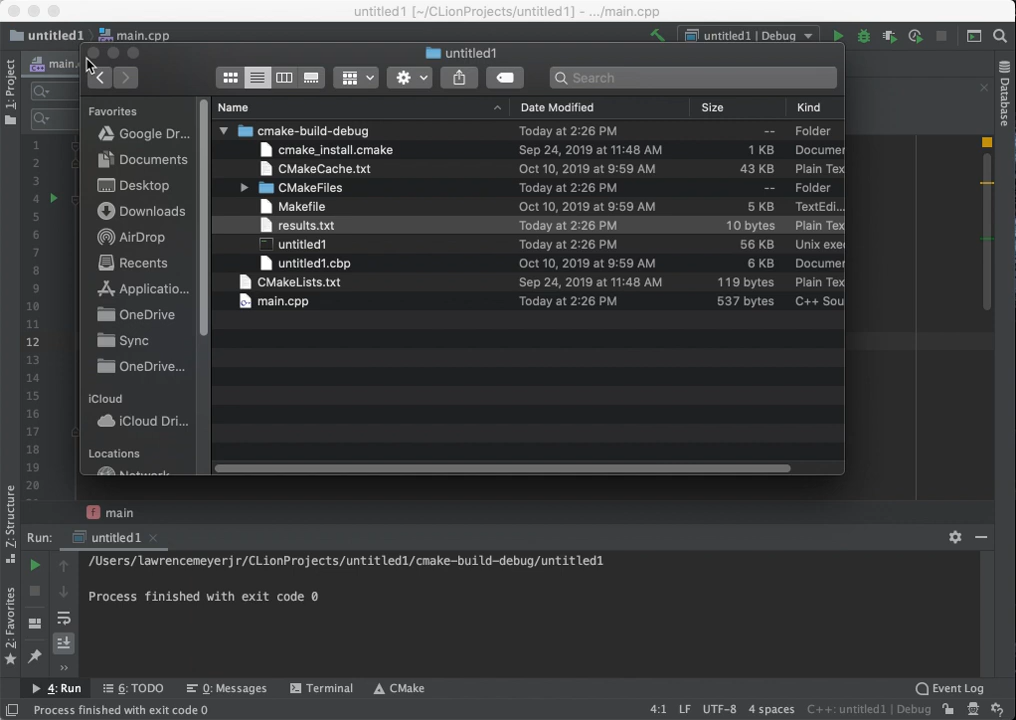 untitled1 [~/CLionProjects/untitled1] - .../main.cpp
untitled1
main.cpp
untitled1 | Debug
1: Project
main.
Database
untitled1
Search
Favorites
Google Dr...
Documents
Desktop
Downloads
AirDrop
Recents
Applicatio...
OneDrive
Sync
OneDrive...
iCloud
iCloud Dri...
Locations
Network
Name Date Modified Size Kind
cmake-build-debug Today at 2:26 PM -- Folder
cmake_install.cmake Sep 24, 2019 at 11:48 AM 1 KB Docume
CMakeCache.txt Oct 10, 2019 at 9:59 AM 43 KB Plain Tex
CMakeFiles Today at 2:26 PM -- Folder
Makefile Oct 10, 2019 at 9:59 AM 5 KB TextEdi...
results.txt Today at 2:26 PM 10 bytes Plain Tex
untitled1 Today at 2:26 PM 56 KB Unix exe
untitled1.cbp Oct 10, 2019 at 9:59 AM 6 KB Docume
CMakeLists.txt Sep 24, 2019 at 11:48 AM 119 bytes Plain Tex
main.cpp Today at 2:26 PM 537 bytes C++ Sou
1
2
3
4
5
6
7
8
9
10
11
12
13
14
15
16
17
18
19
20
Z: Structure
2: Favorites
f main
Run: untitled1
/Users/lawrencemeyerjr/CLionProjects/untitled1/cmake-build-debug/untitled1
Process finished with exit code 0
4: Run 6: TODO 0: Messages Terminal CMake Event Log
Process finished with exit code 0 4:1 LF UTF-8 4 spaces C++: untitled1 | Debug